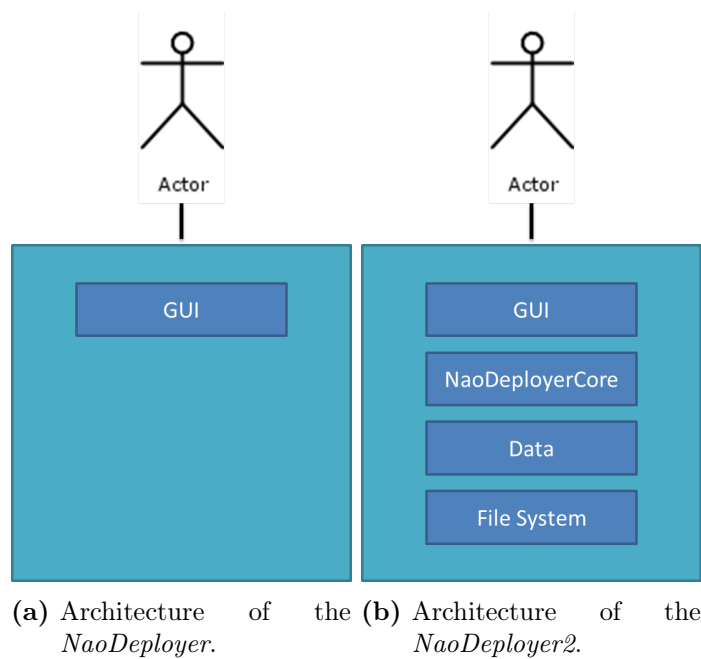 Actor
GUI
(a) Architecture of the
NaoDeployer.
Actor
GUI
NaoDeployerCore
Data
File System
(b) Architecture of the
NaoDeployer2.